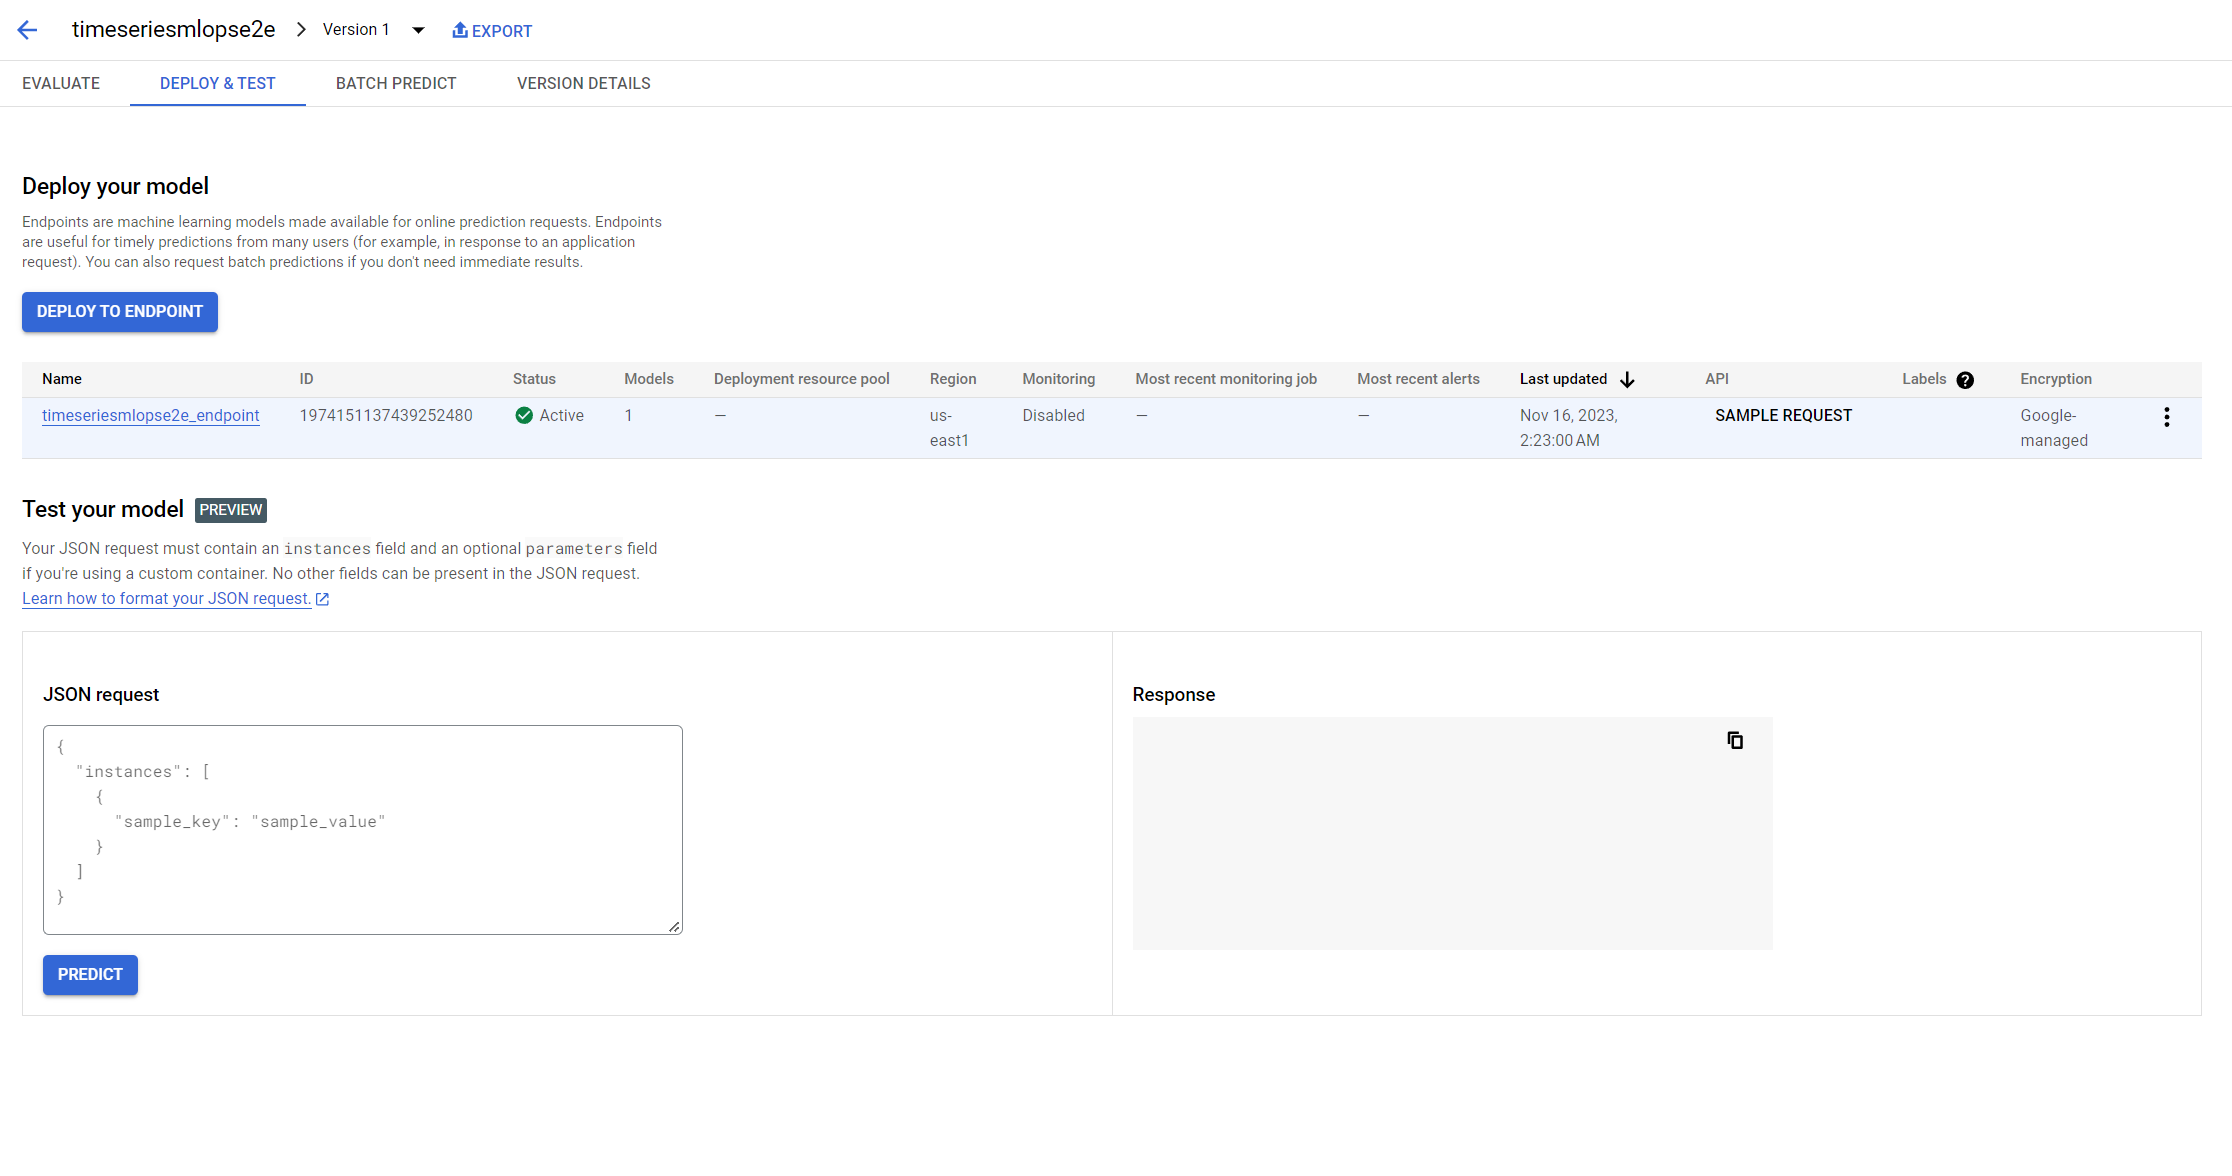 timeseriesmlopse2e
Version 1
EXPORT
EVALUATE
DEPLOY & TEST
BATCH PREDICT
VERSION DETAILS
Deploy your model
Endpoints are machine learning models made available for online prediction requests. Endpoints
are useful for timely predictions from many users (for example, in response to an application
request). You can also request batch predictions if you don't need immediate results.
DEPLOY TO ENDPOINT
Name ID Status Models Deployment resource pool Region Monitoring Most recent monitoring job Most recent alerts Last updated API Labels Encryption
timeseriesmlopse2e_endpoint 1974151137439252480 Active 1 — us- Disabled — — Nov 16, 2023, SAMPLE REQUEST Google-
east1 2:23:00 AM managed
Test your model PREVIEW
Your JSON request must contain an instances field and an optional parameters field
if you're using a custom container. No other fields can be present in the JSON request.
Learn how to format your JSON request.
JSON request
{
"instances": [
{
"sample_key": "sample_value"
}
]
}
PREDICT
Response